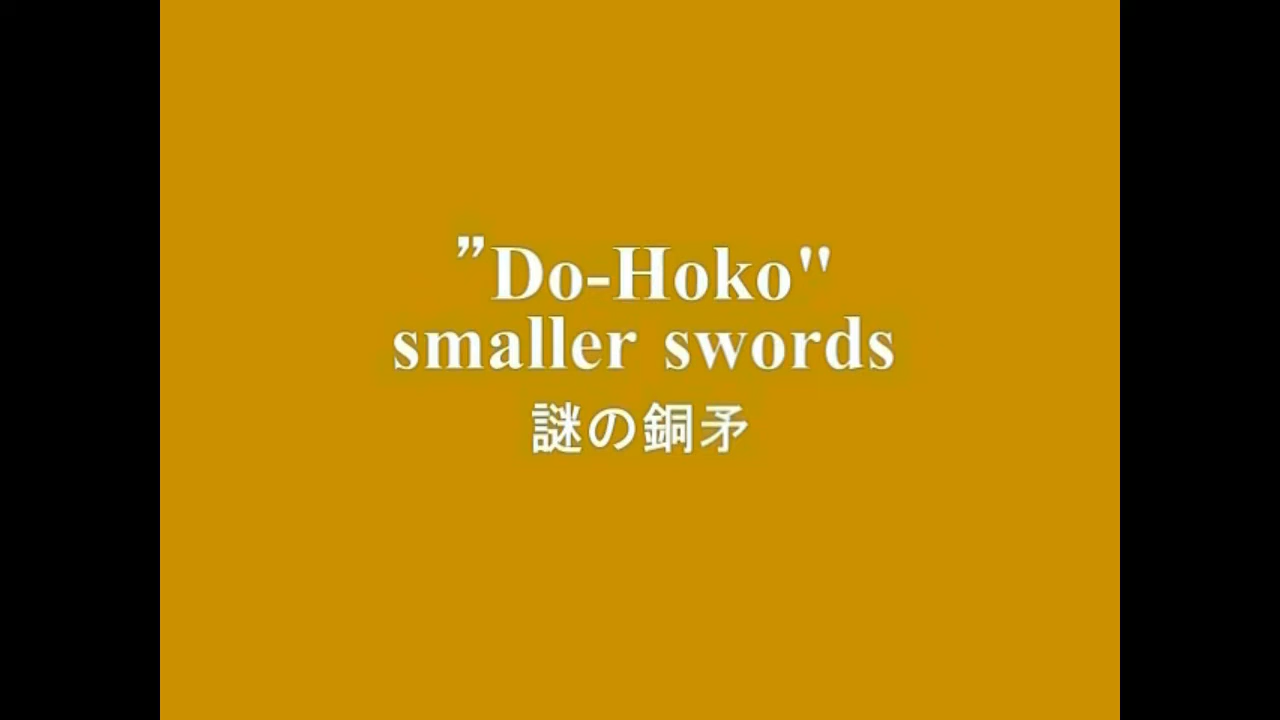 ”Do-Hoko"
smaller swords
謎の銅矛